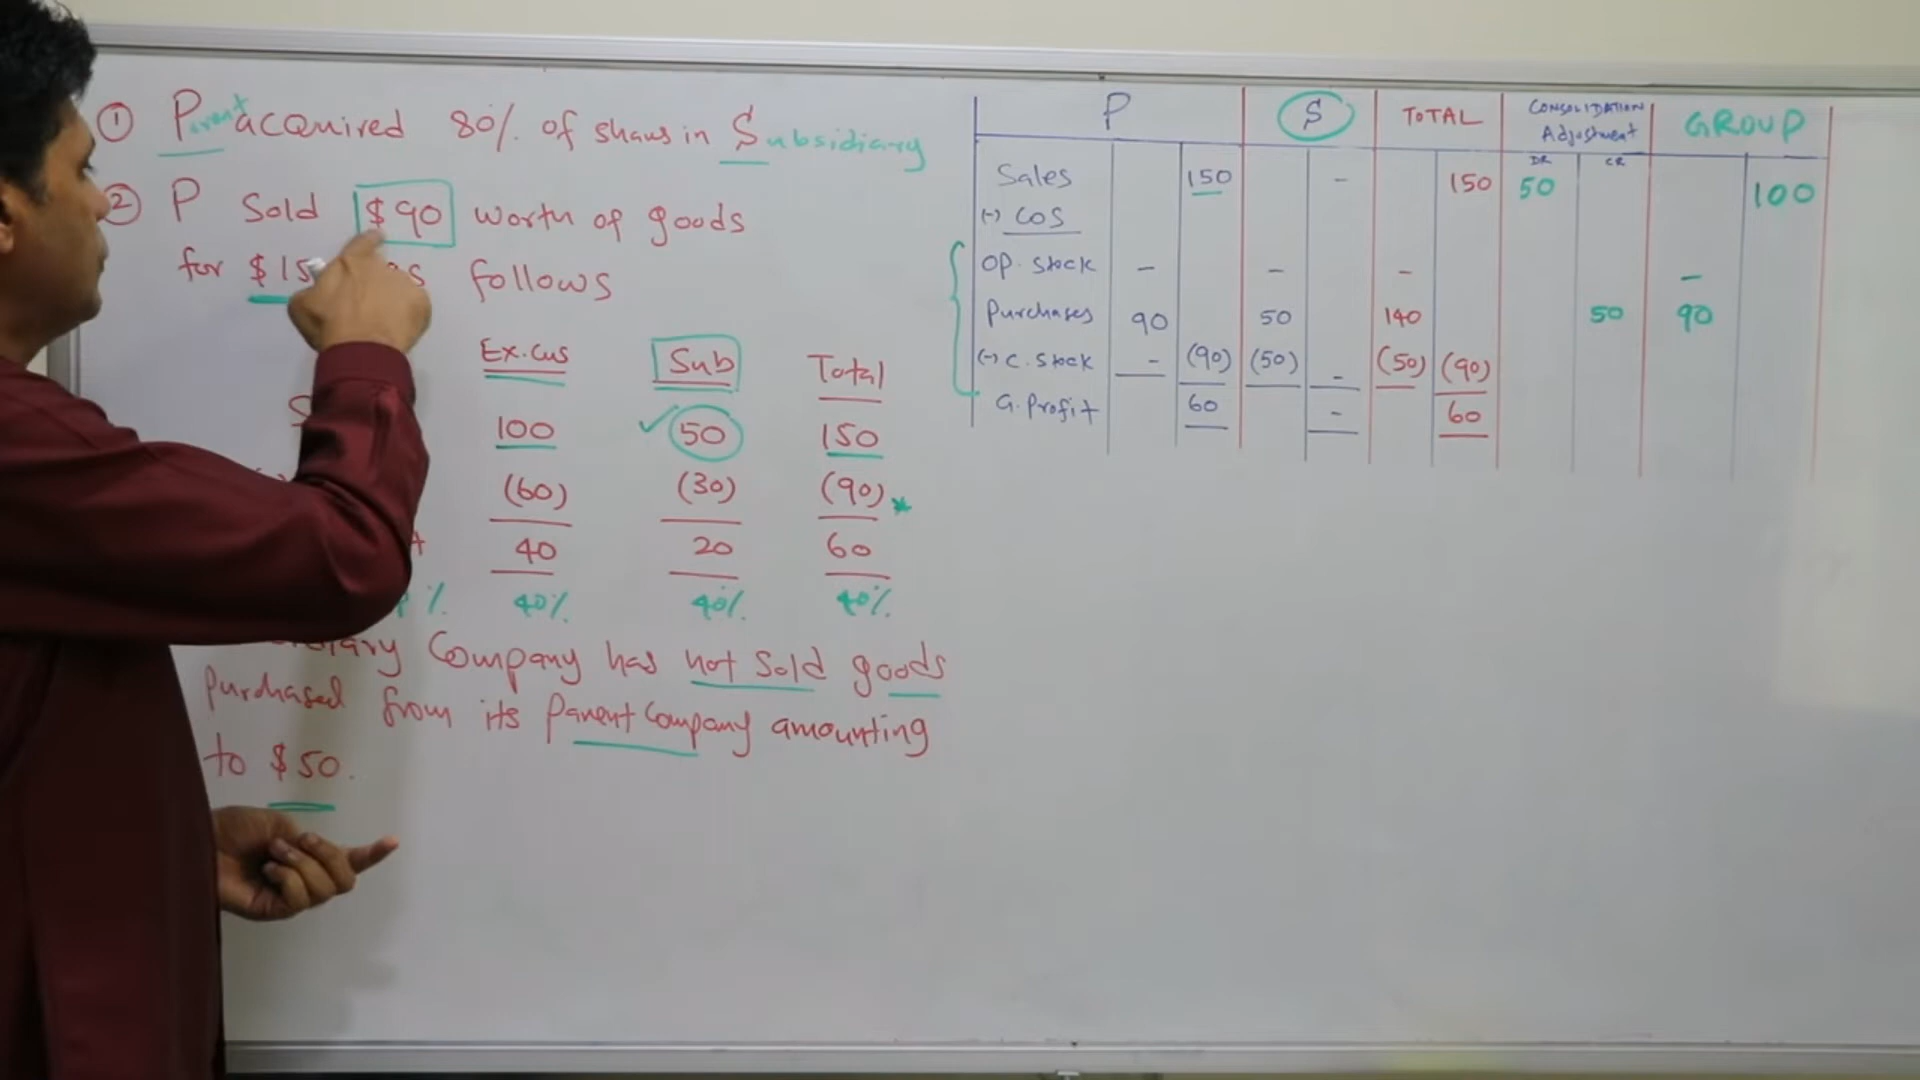 ① Parent acquired 80% of shares in Subsidiary
② P Sold $90 worth of goods
for $15 as follows
Ex.Cus Sub Total
100 ✓ 50 150
(60) (30) (90) *
40 20 60
% 40% 40% 40%
Company has not Sold goods
Purchased from its Parent Company amounting
to $50.
P S TOTAL CONSOLIDATION Adjustment GROUP
DR CR
Sales 150 - 150 50 100
(-) COS
Op. Stock - - - -
Purchases 90 50 140 50 90
(-) C. Stock - (90) (50) - (50) (90)
G. Profit 60 - 60